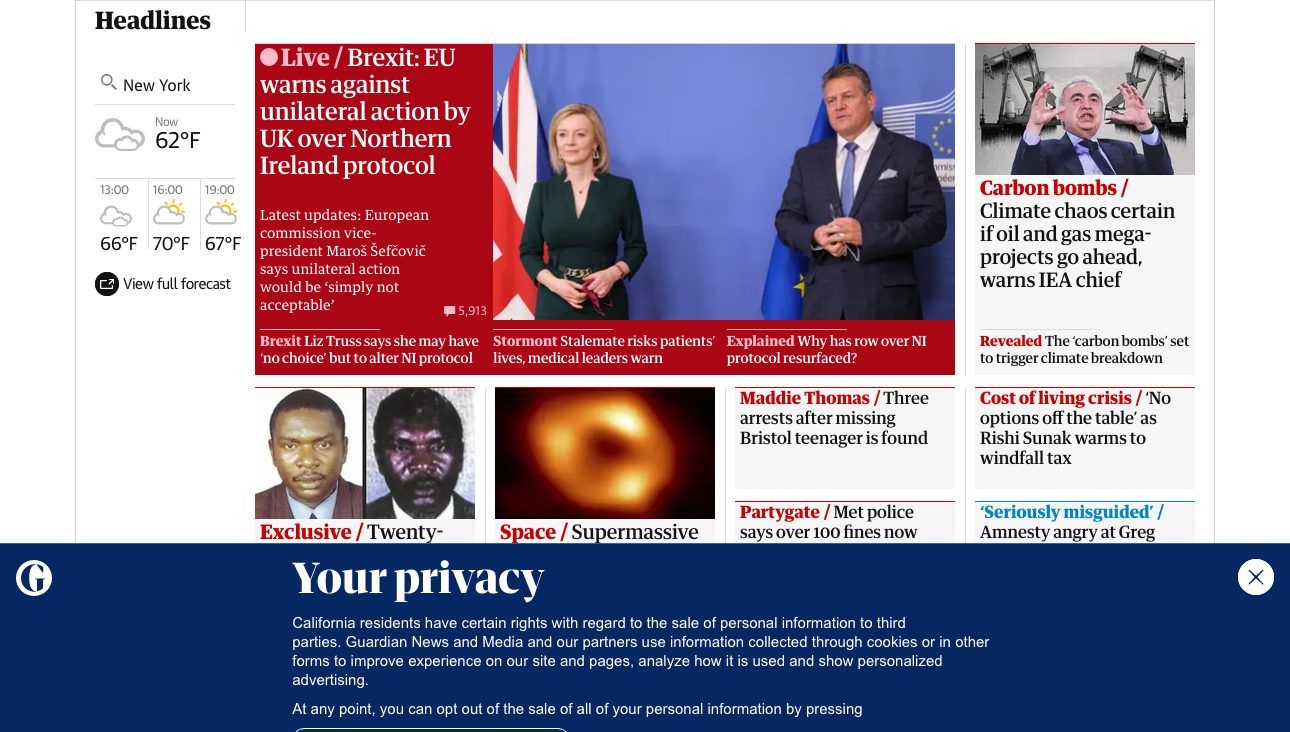 Headlines
New York
Now
62°F
13:00
16:00
19:00
66°F
70°F
67°F
View full forecast
Live / Brexit: EU
warns against
unilateral action by
UK over Northern
Ireland protocol
Latest updates: European
commission vice-
president Maroš Šefčovič
says unilateral action
would be ‘simply not
acceptable’
5,913
Brexit Liz Truss says she may have
‘no choice’ but to alter NI protocol
Stormont Stalemate risks patients’
lives, medical leaders warn
Explained Why has row over NI
protocol resurfaced?
Carbon bombs /
Climate chaos certain
if oil and gas mega-
projects go ahead,
warns IEA chief
Revealed The ‘carbon bombs’ set
to trigger climate breakdown
Exclusive / Twenty-
Space / Supermassive
Maddie Thomas / Three
arrests after missing
Bristol teenager is found
Partygate / Met police
says over 100 fines now
Cost of living crisis / ‘No
options off the table’ as
Rishi Sunak warms to
windfall tax
‘Seriously misguided’ /
Amnesty angry at Greg
Your privacy
California residents have certain rights with regard to the sale of personal information to third
parties. Guardian News and Media and our partners use information collected through cookies or in other
forms to improve experience on our site and pages, analyze how it is used and show personalized
advertising.
At any point, you can opt out of the sale of all of your personal information by pressing